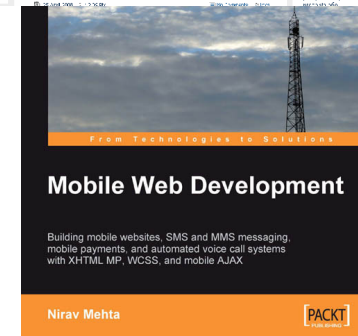 From Technologies to Solutions
Mobile Web Development
Building mobile websites, SMS and MMS messaging,
mobile payments, and automated voice call systems
with XHTML MP, WCSS, and mobile AJAX
Nirav Mehta
[PACKT]
PUBLISHING